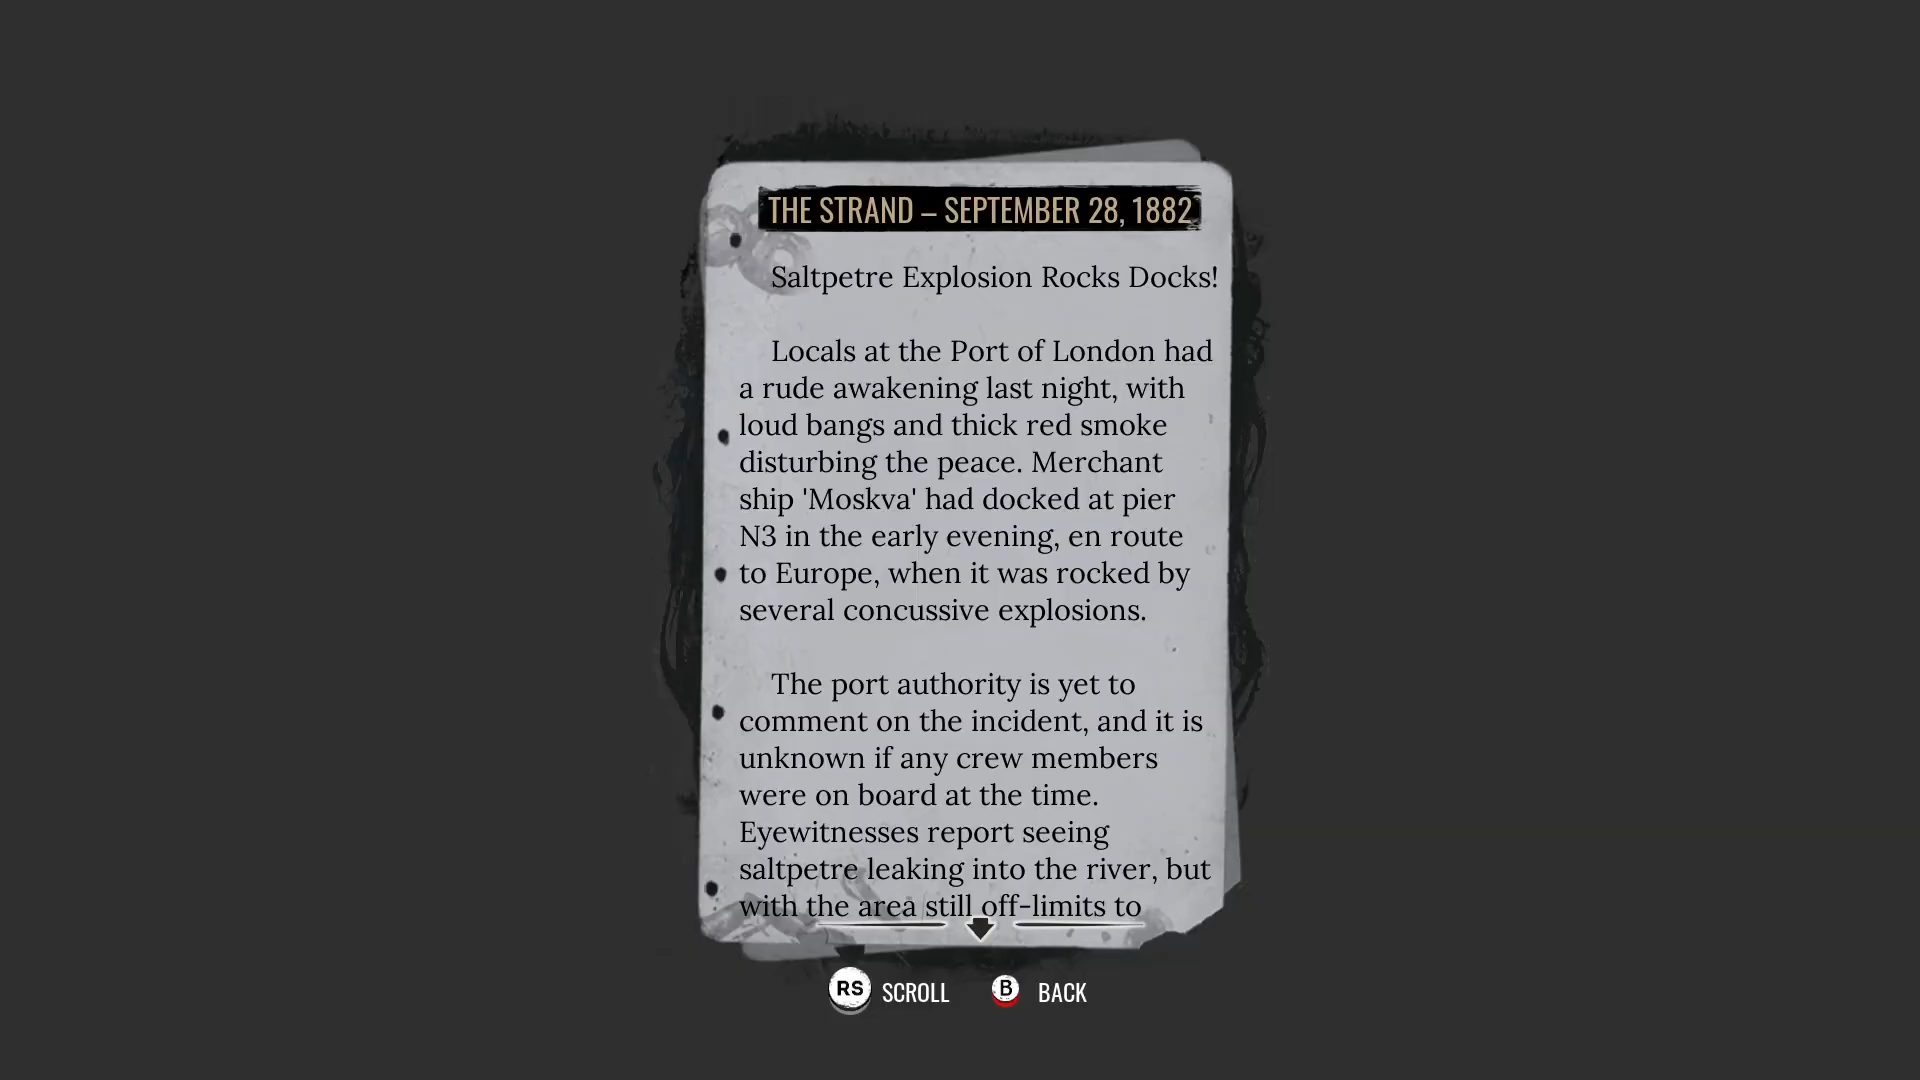 THE STRAND – SEPTEMBER 28, 1882
Saltpetre Explosion Rocks Docks!
Locals at the Port of London had
a rude awakening last night, with
loud bangs and thick red smoke
disturbing the peace. Merchant
ship 'Moskva' had docked at pier
N3 in the early evening, en route
to Europe, when it was rocked by
several concussive explosions.
The port authority is yet to
comment on the incident, and it is
unknown if any crew members
were on board at the time.
Eyewitnesses report seeing
saltpetre leaking into the river, but
with the area still off-limits to
RS SCROLL B BACK